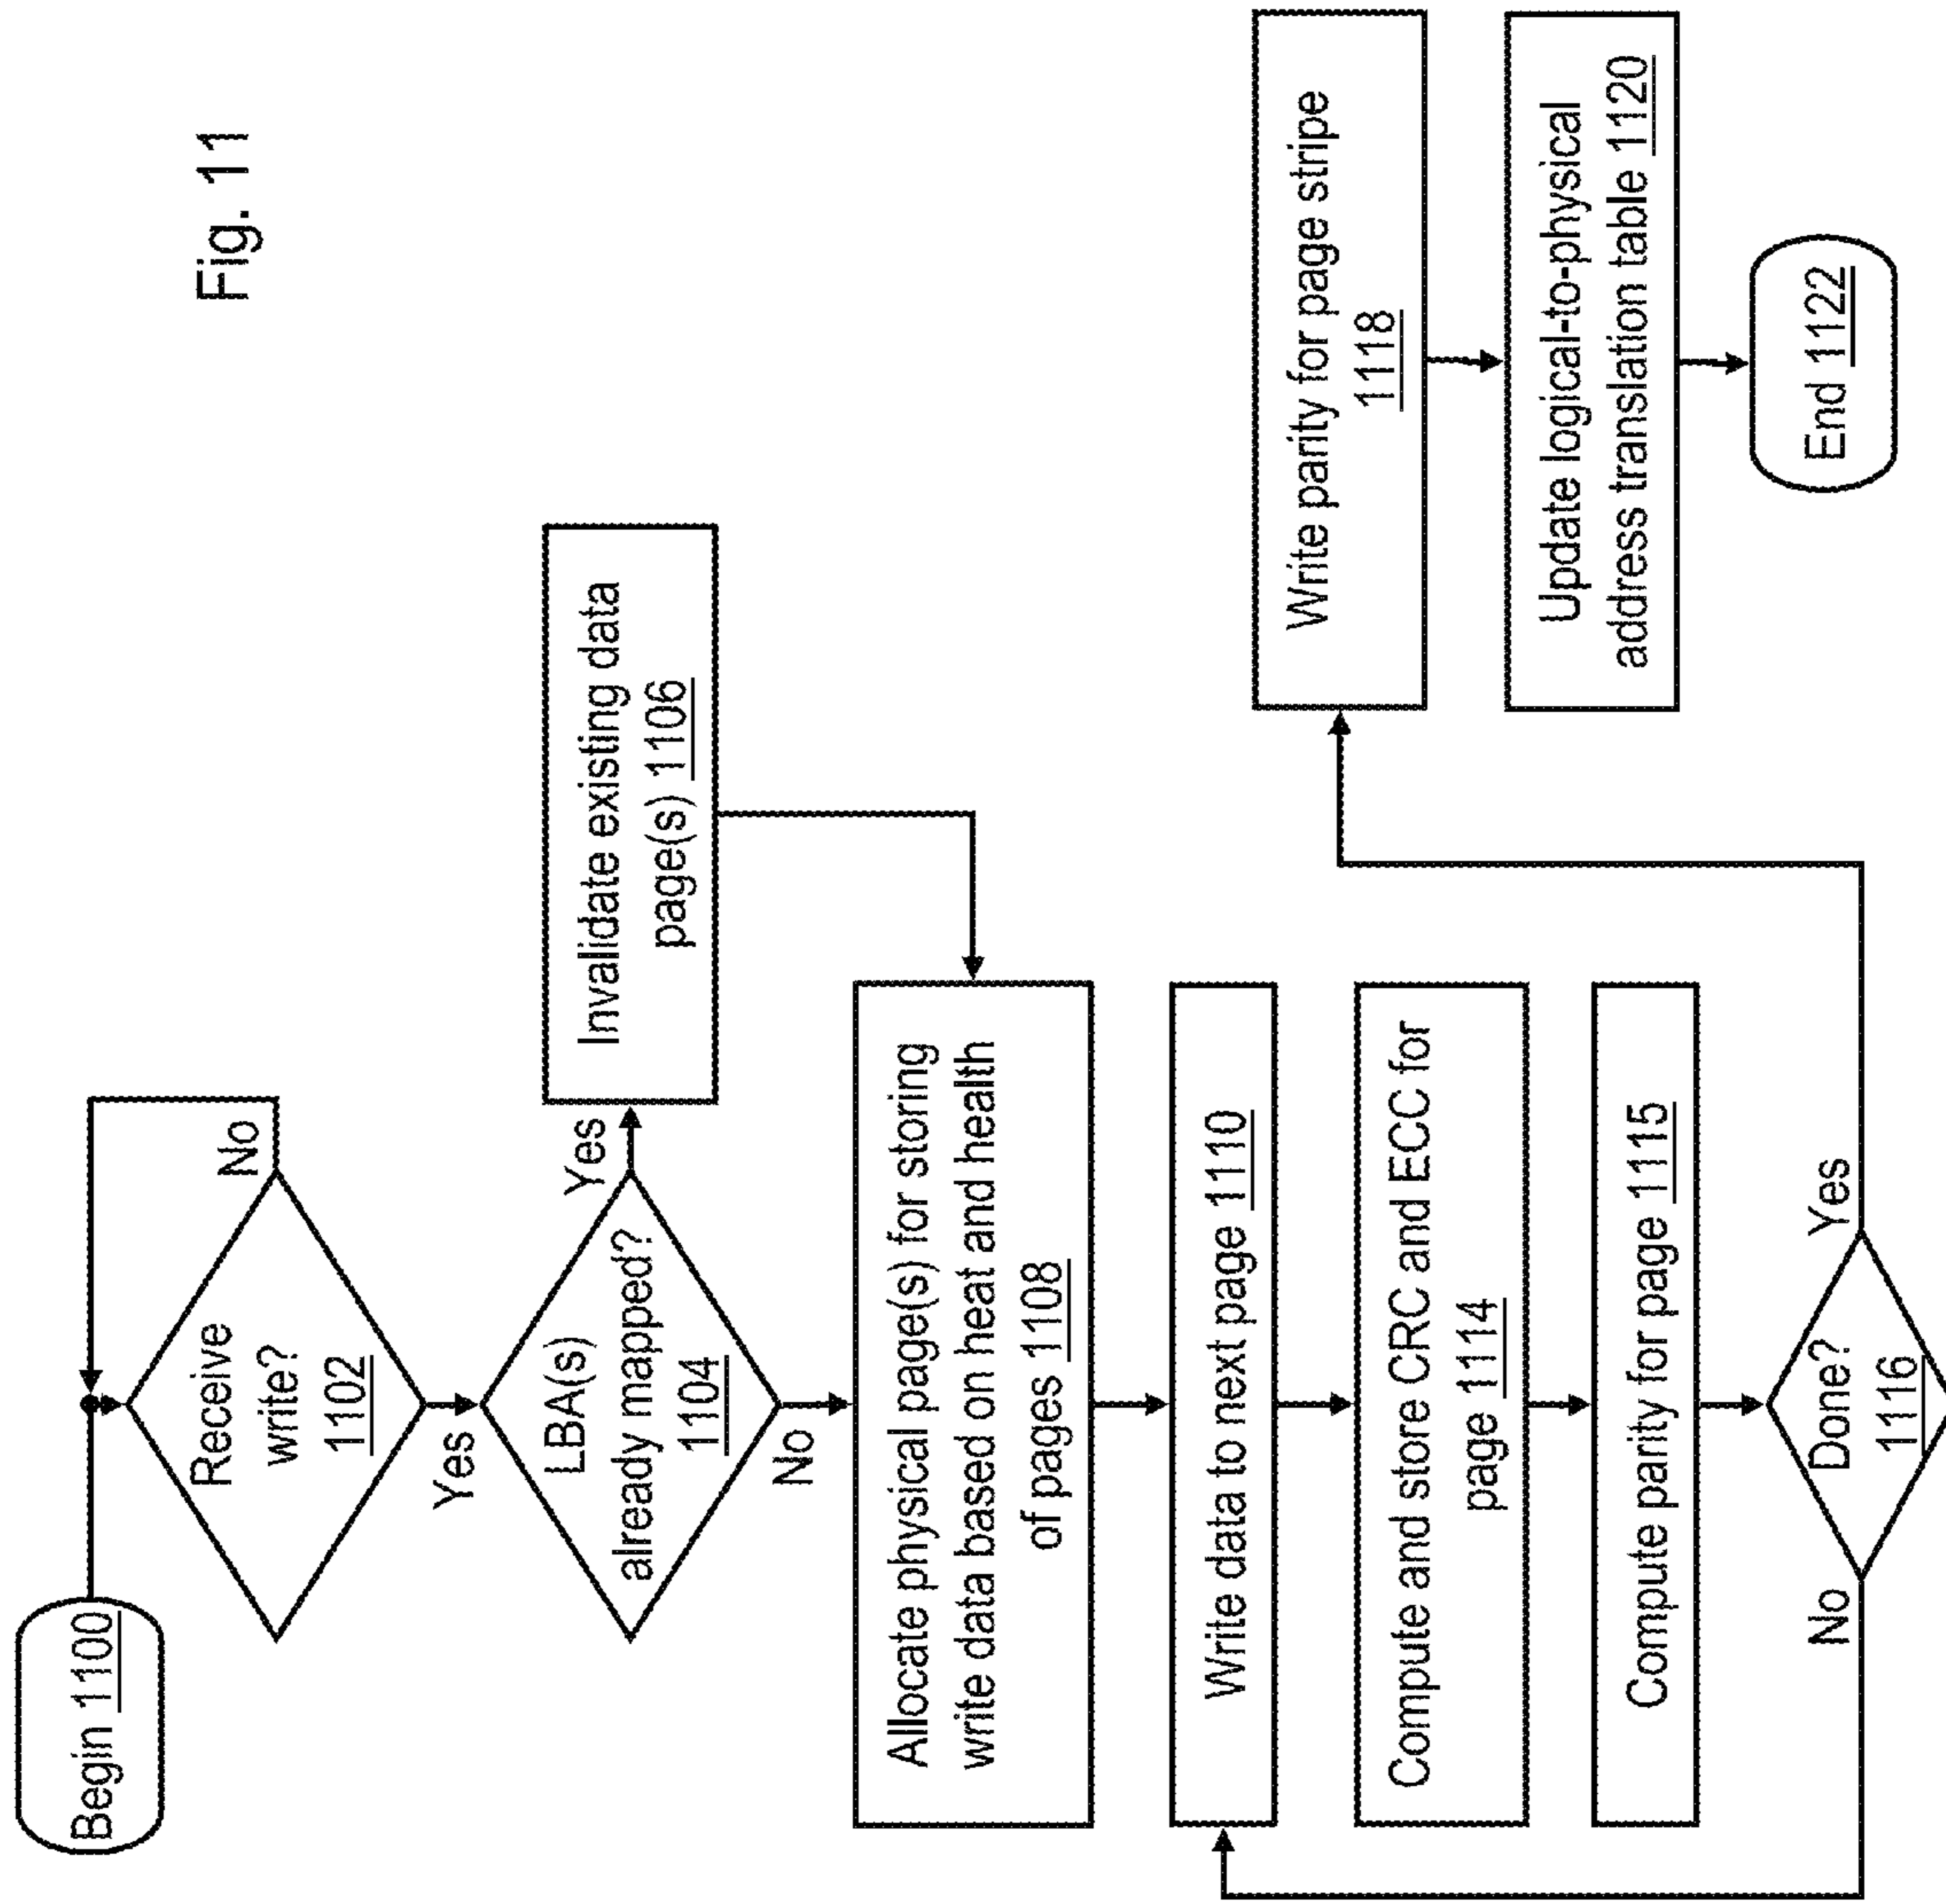 Fig. 11
Begin 1100
Receive
write?
1102
No
Yes
LBA(s)
already mapped?
1104
Yes
No
Invalidate existing data
page(s) 1106
Allocate physical page(s) for storing
write data based on heat and health
of pages 1108
Write data to next page 1110
Compute and store CRC and ECC for
page 1114
Compute parity for page 1115
Done?
1116
No
Yes
Write parity for page stripe
1118
Update logical-to-physical
address translation table 1120
End 1122